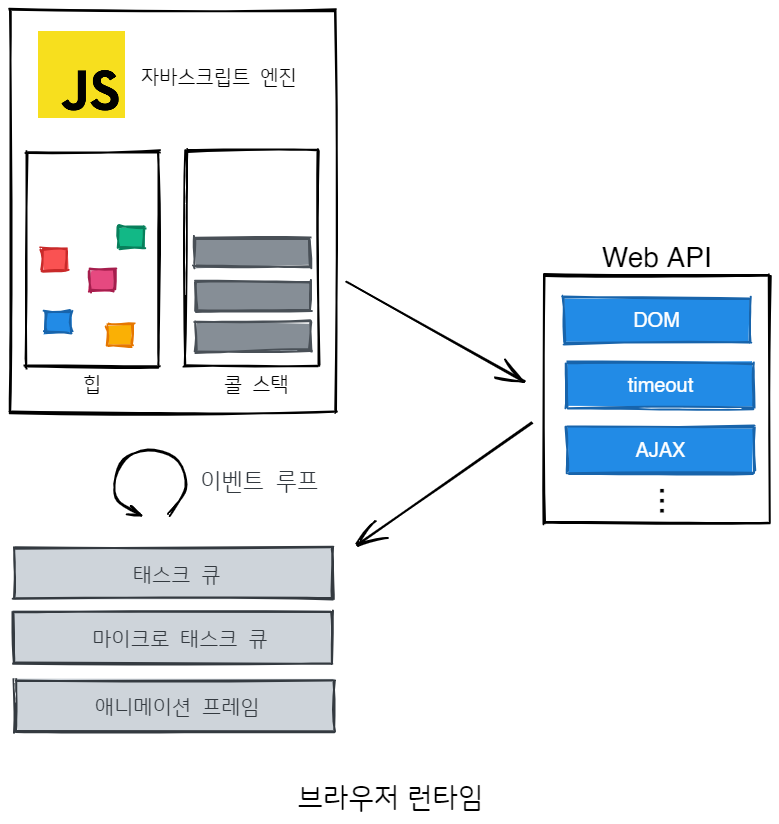 JS
자바스크립트 엔진
힙
콜 스택
Web API
DOM
timeout
AJAX
⋮
이벤트 루프
태스크 큐
마이크로 태스크 큐
애니메이션 프레임
브라우저 런타임